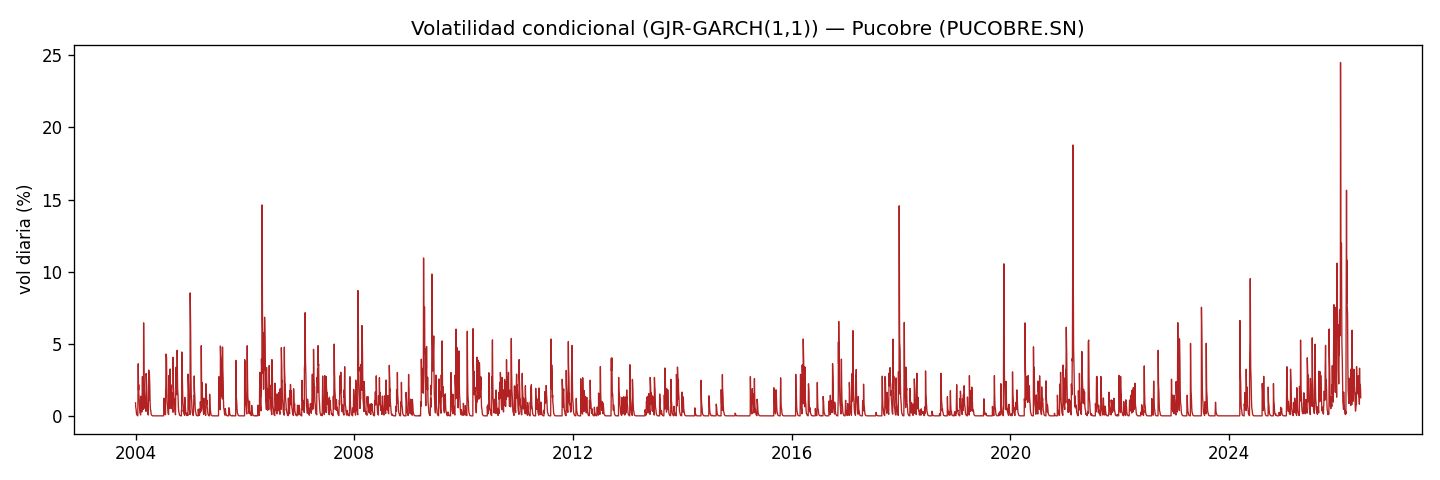 Volatilidad condicional (GJR-GARCH(1,1)) — Pucobre (PUCOBRE.SN)
vol diaria (%)
25
20
15
10
5
0
2004 2008 2012 2016 2020 2024